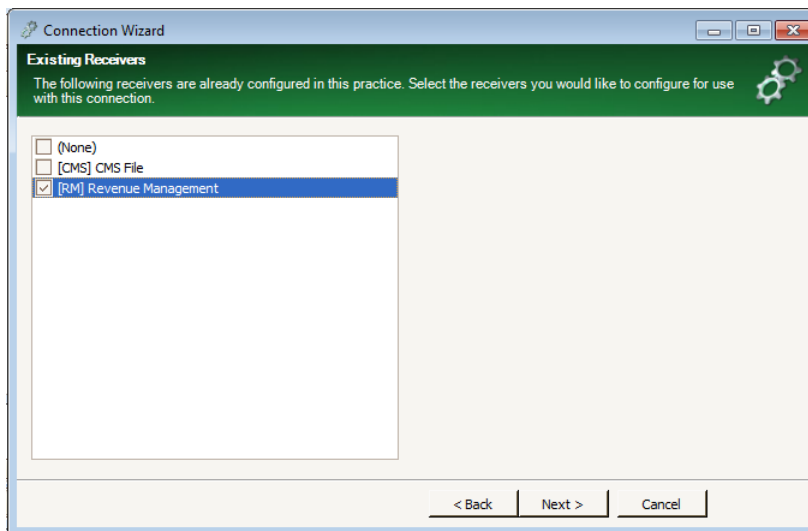 Connection Wizard
Existing Receivers
The following receivers are already configured in this practice. Select the receivers you would like to configure for use
with this connection.
(None)
[CMS] CMS File
[RM] Revenue Management
< Back Next > Cancel